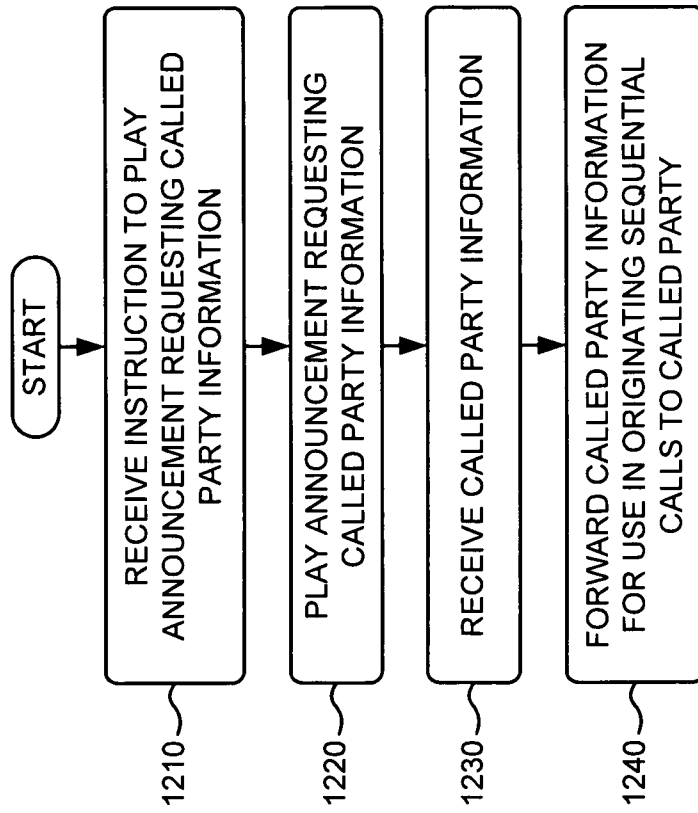 START
RECEIVE INSTRUCTION TO PLAY
ANNOUNCEMENT REQUESTING CALLED
PARTY INFORMATION
1210
PLAY ANNOUNCEMENT REQUESTING
CALLED PARTY INFORMATION
1220
RECEIVE CALLED PARTY INFORMATION
1230
FORWARD CALLED PARTY INFORMATION
FOR USE IN ORIGINATING SEQUENTIAL
CALLS TO CALLED PARTY
1240